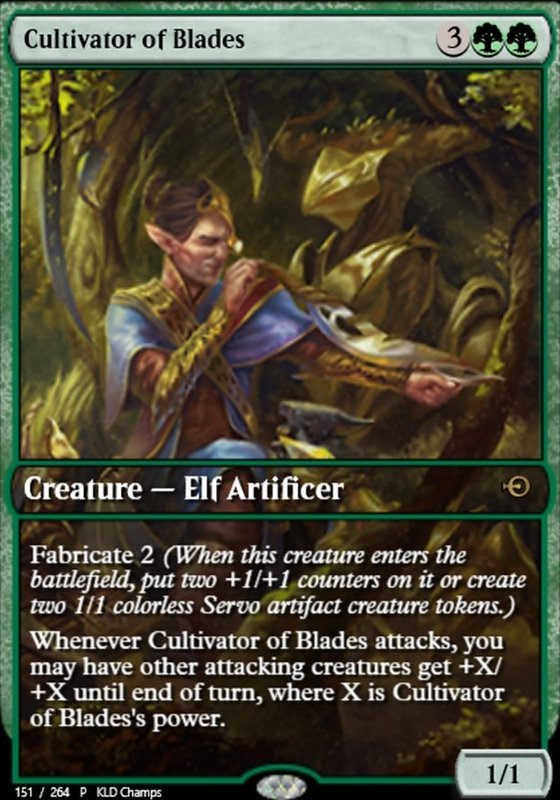 Cultivator of Blades 3
Creature — Elf Artificer
Fabricate 2 (When this creature enters the
battlefield, put two +1/+1 counters on it or create
two 1/1 colorless Servo artifact creature tokens.)
Whenever Cultivator of Blades attacks, you
may have other attacking creatures get +X/
+X until end of turn, where X is Cultivator
of Blades's power.
1/1
151 / 264 P KLD Champs